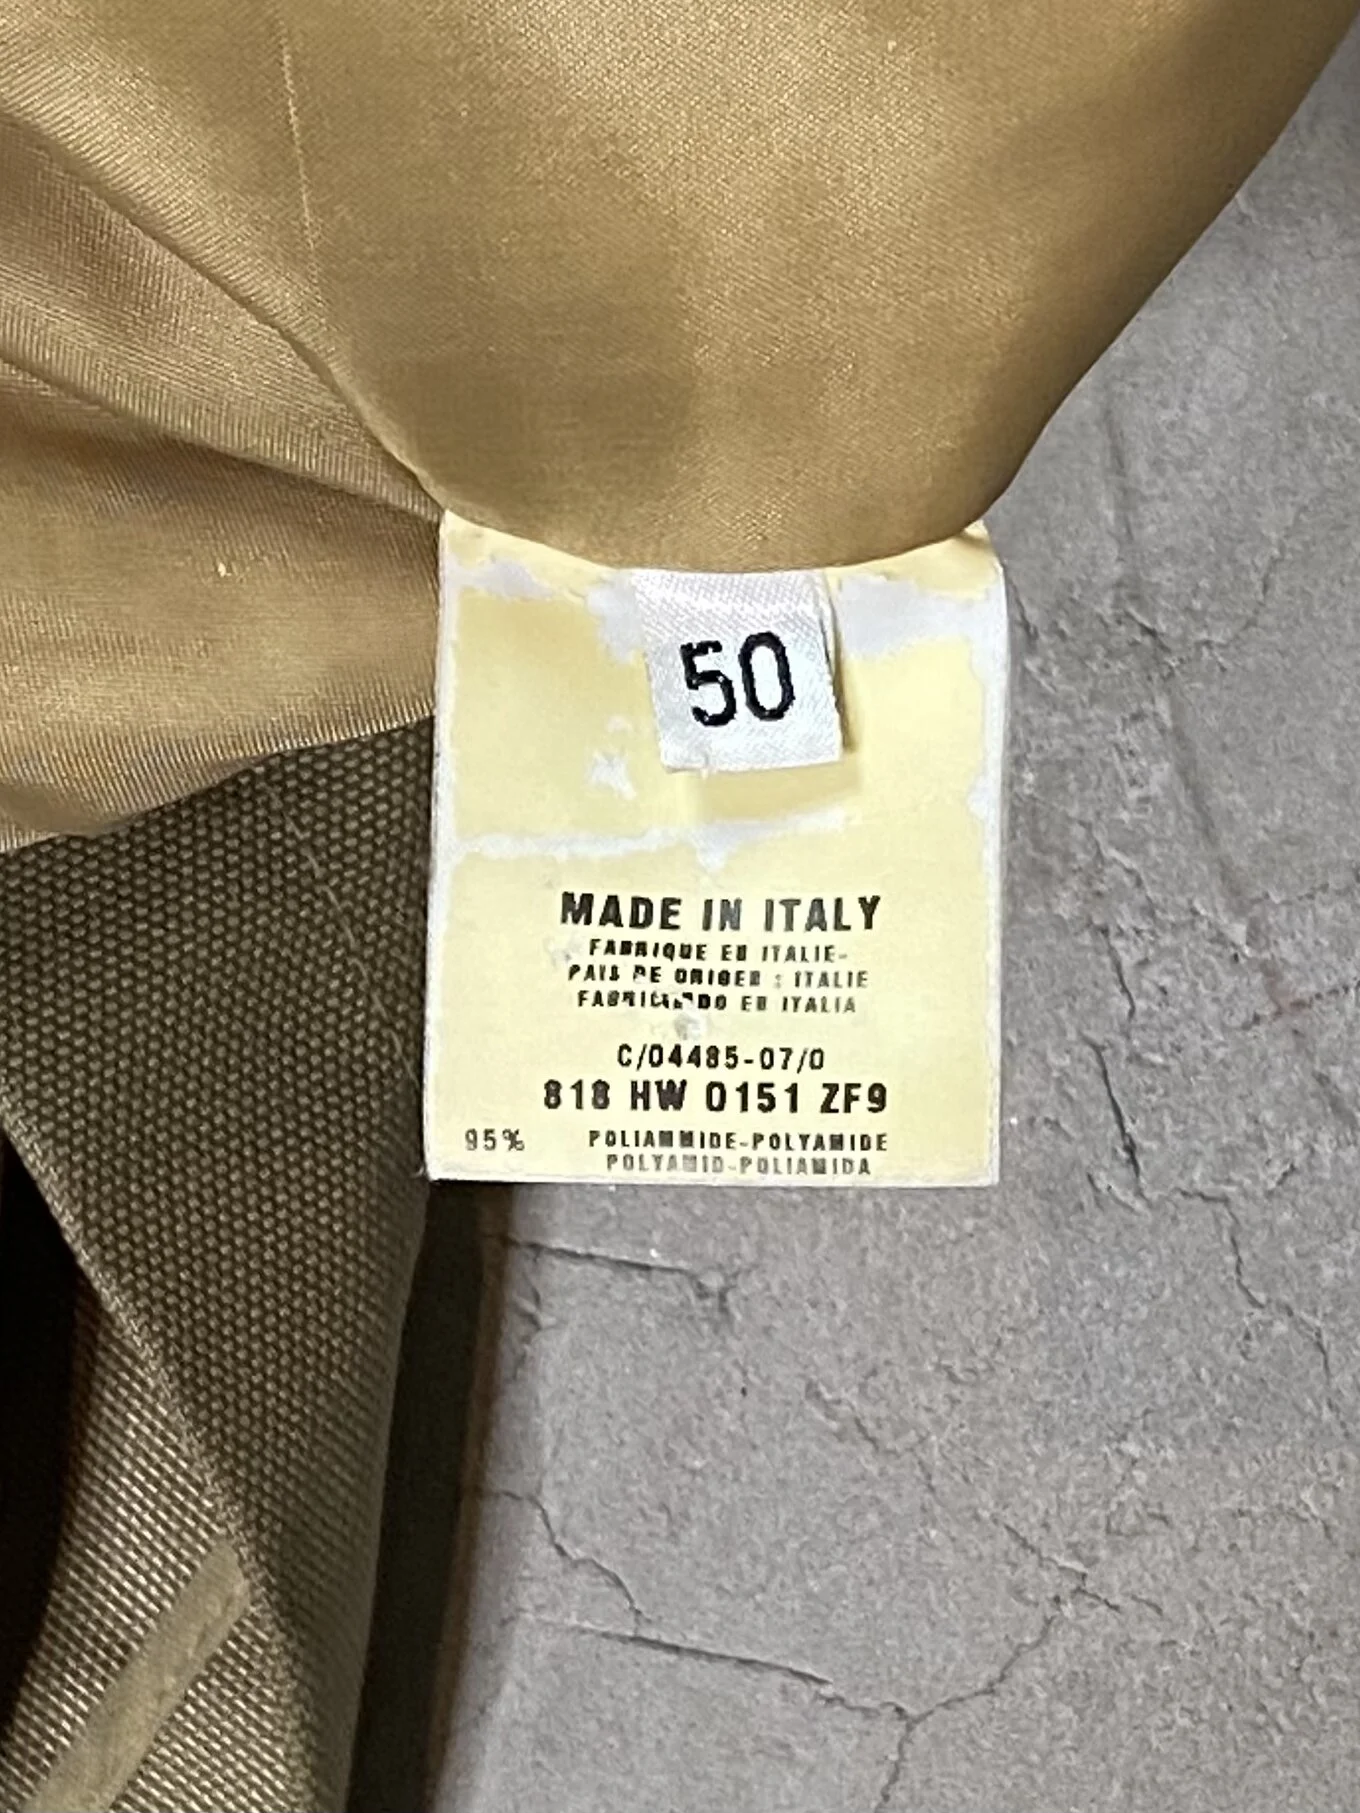 50
MADE IN ITALY
FABRIQUE EN ITALIE-
PAIS DE ORIGEN : ITALIE
FABRICANDO EN ITALIA
C/04485-07/0
818 HW 0151 ZF9
95% POLIAMMIDE-POLYAMIDE
POLYAMID-POLIAMIDA